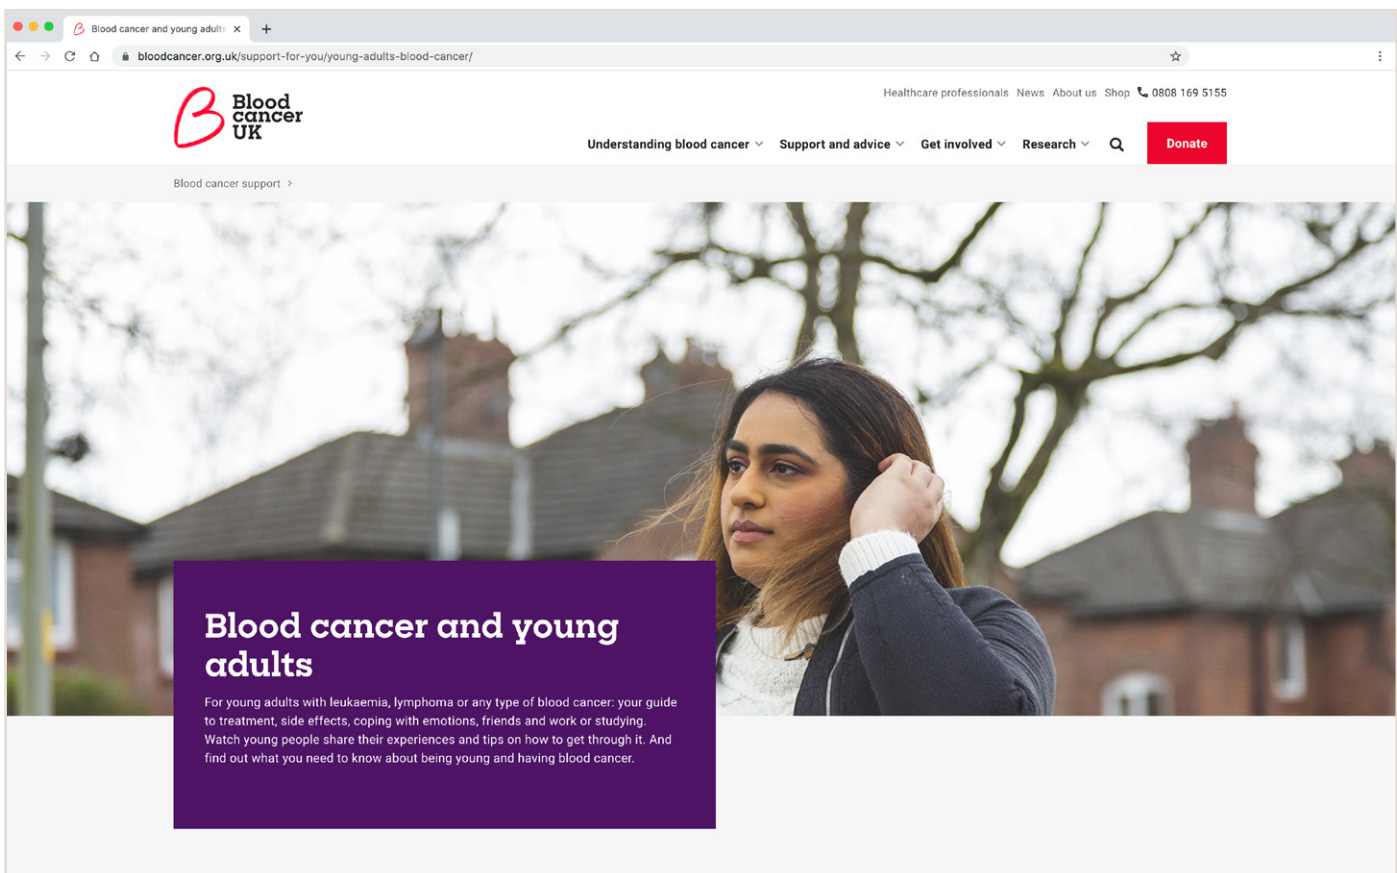 Blood cancer and young adults
bloodcancer.org.uk/support-for-you/young-adults-blood-cancer/
Blood
cancer
UK
Healthcare professionals News About us Shop 0808 169 5155
Understanding blood cancer Support and advice Get involved Research Donate
Blood cancer support
Blood cancer and young
adults
For young adults with leukaemia, lymphoma or any type of blood cancer: your guide
to treatment, side effects, coping with emotions, friends and work or studying.
Watch young people share their experiences and tips on how to get through it. And
find out what you need to know about being young and having blood cancer.